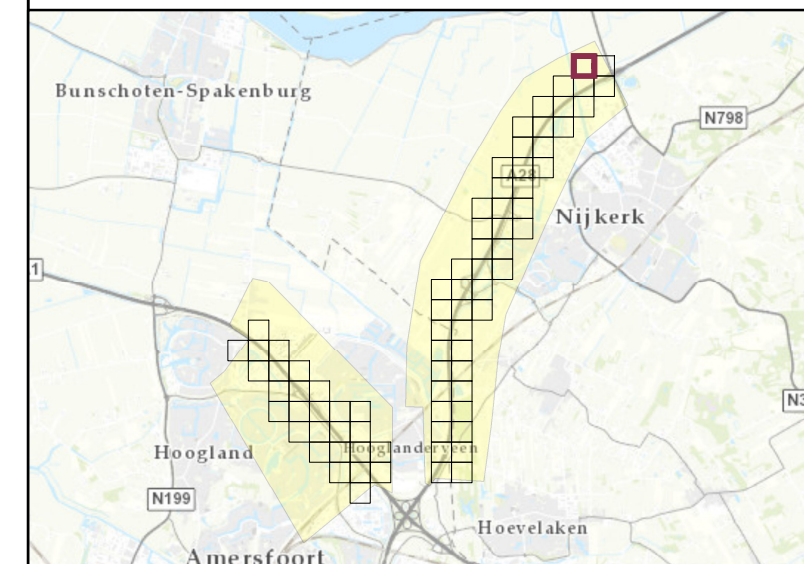 Bunschoten-Spakenburg
N798
A28
Nijkerk
1
N3
Hoogland
Hooglanderveen
N199
Hoevelaken
Amersfoort